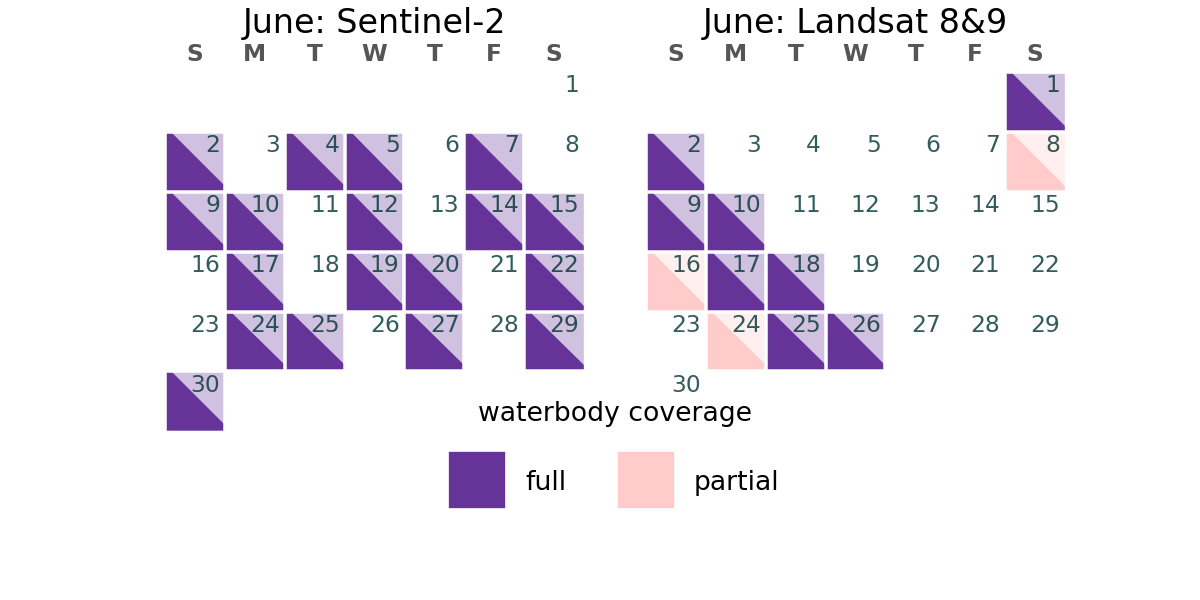 June: Sentinel-2
S M T W T F S
1
2 3 4 5 6 7 8
9 10 11 12 13 14 15
16 17 18 19 20 21 22
23 24 25 26 27 28 29
30
June: Landsat 8&9
S M T W T F S
1
2 3 4 5 6 7 8
9 10 11 12 13 14 15
16 17 18 19 20 21 22
23 24 25 26 27 28 29
30
waterbody coverage
full partial